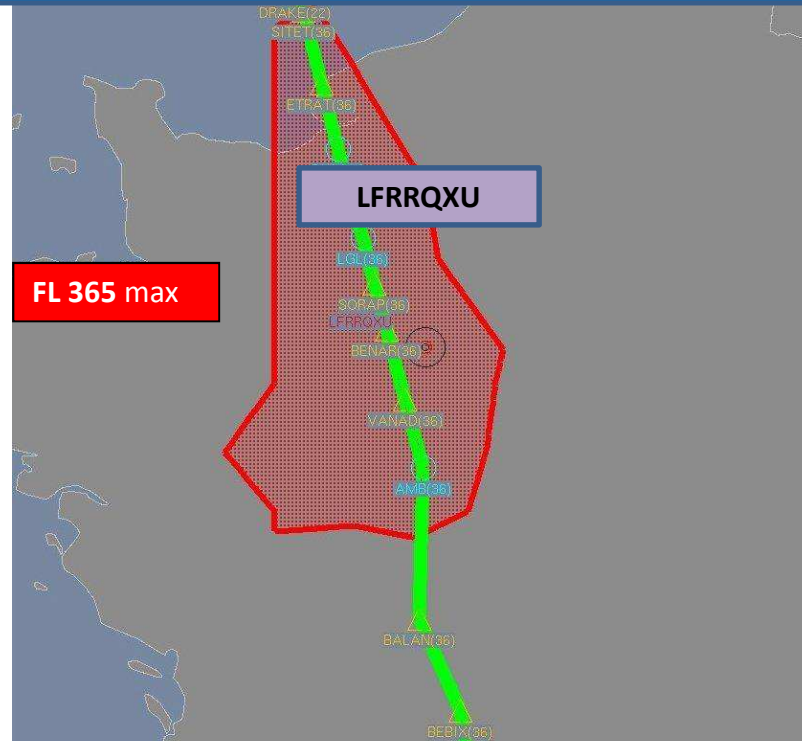 DRAKE(22)
SITET(36)
ETRAT(36)
LFRRQXU
LGL(36)
FL 365 max
SORAP(36)
LFRRQXU
BENAR(36)
VANAD(36)
AMB(36)
BALAN(36)
BEBIX(36)